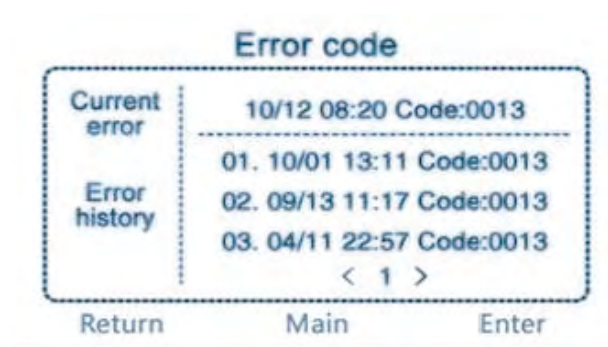 Error code
Current error
10/12 08:20 Code:0013
Error history
01. 10/01 13:11 Code:0013
02. 09/13 11:17 Code:0013
03. 04/11 22:57 Code:0013
< 1 >
Return Main Enter